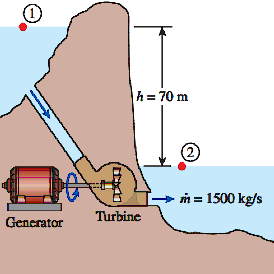 1
h = 70 m
2
ṁ = 1500 kg/s
Generator
Turbine